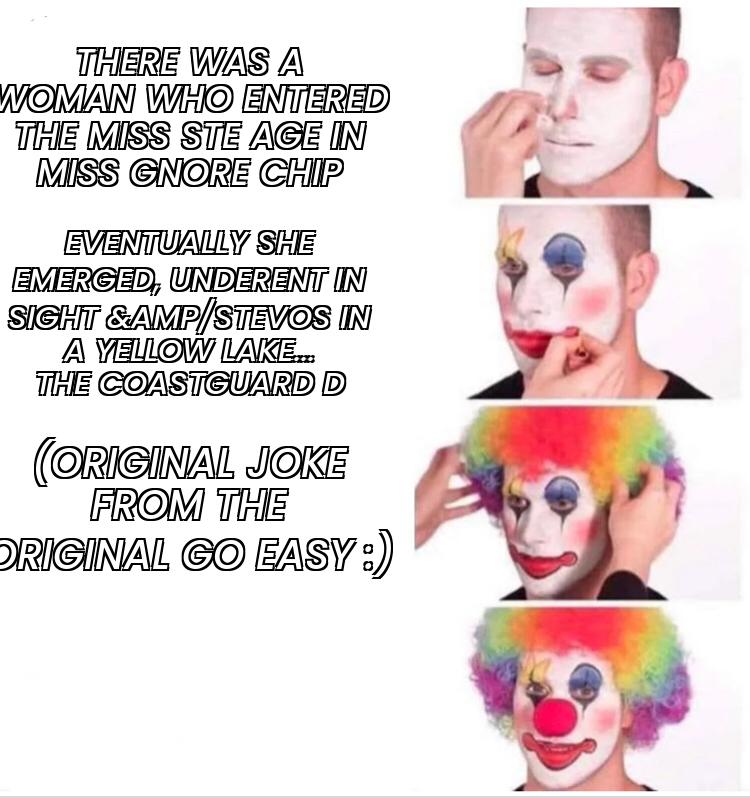 THERE WAS A
WOMAN WHO ENTERED
THE MISS STE AGE IN
MISS GNORE CHIP
EVENTUALLY SHE
EMERGED, UNDERENT IN
SIGHT &AMP/STEVOS IN
A YELLOW LAKE...
THE COASTGUARD D
(ORIGINAL JOKE
FROM THE
ORIGINAL GO EASY :)